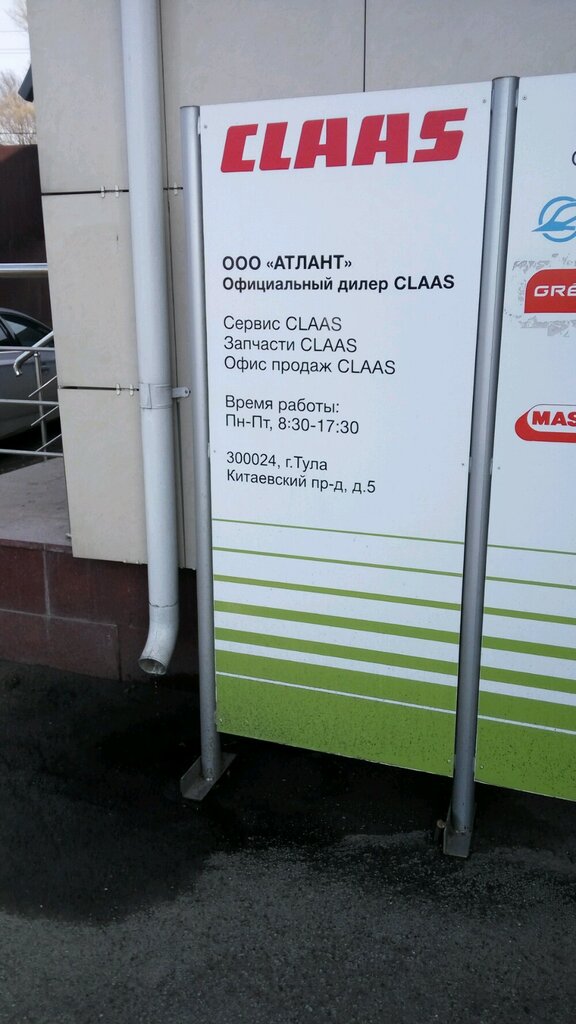 CLAAS
ООО «АТЛАНТ»
Официальный дилер CLAAS
Сервис CLAAS
Запчасти CLAAS
Офис продаж CLAAS
Время работы:
Пн-Пт, 8:30-17:30
300024, г.Тула
Китаевский пр-д, д.5